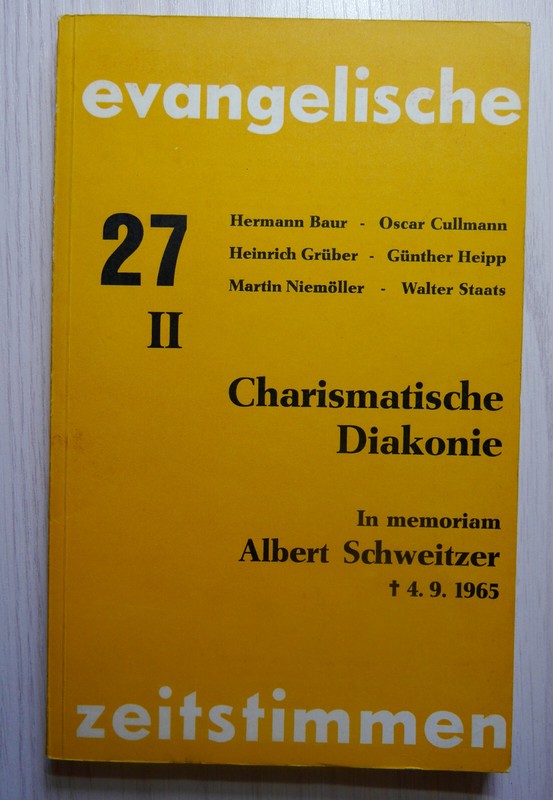 evangelische
27
II
Hermann Baur - Oscar Cullmann
Heinrich Grüber - Günther Heipp
Martin Niemöller - Walter Staats
Charismatische
Diakonie
In memoriam
Albert Schweitzer
† 4. 9. 1965
zeitstimmen